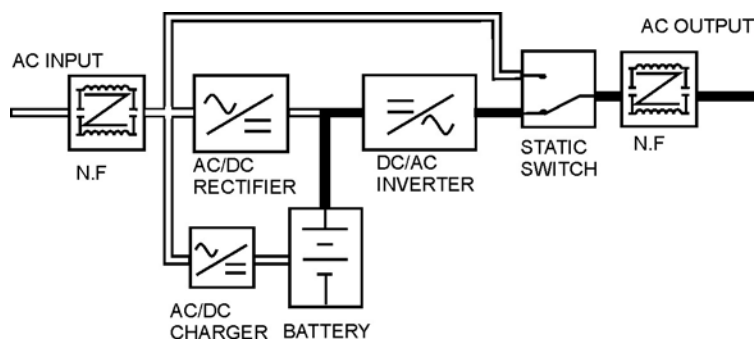 AC INPUT
AC OUTPUT
N.F
AC/DC
RECTIFIER
DC/AC
INVERTER
STATIC
SWITCH
N.F
AC/DC
CHARGER
BATTERY